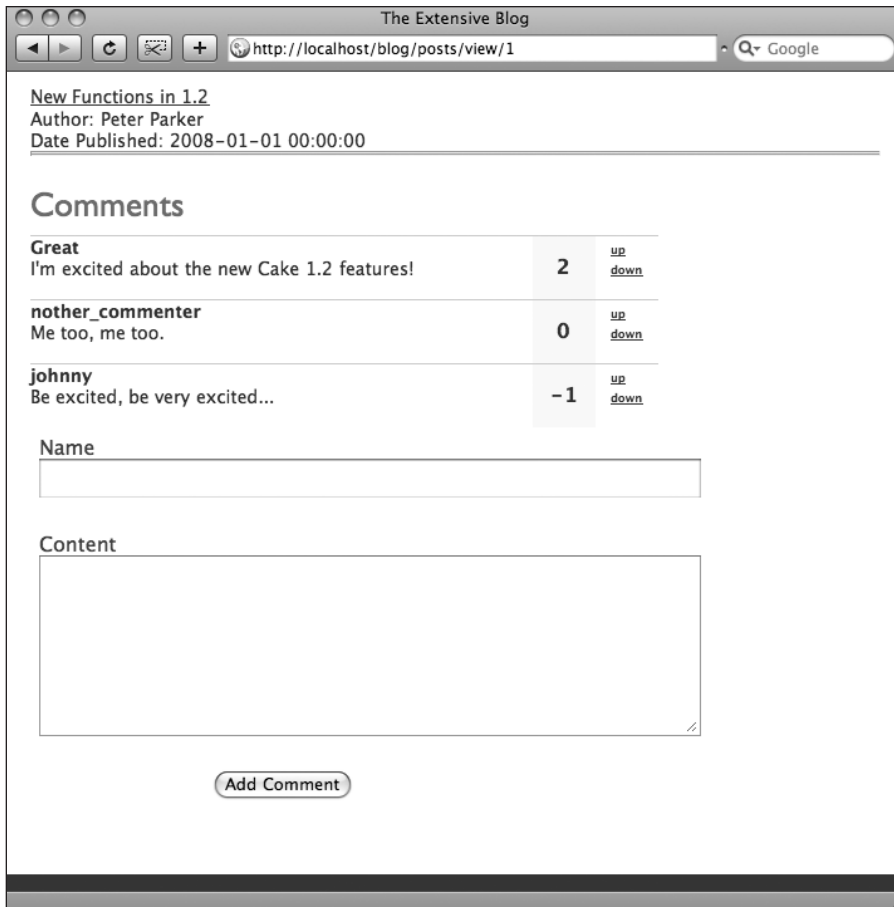 The Extensive Blog
http://localhost/blog/posts/view/1
Google
New Functions in 1.2
Author: Peter Parker
Date Published: 2008-01-01 00:00:00
Comments
Great
I'm excited about the new Cake 1.2 features!
2
up
down
nother_commenter
Me too, me too.
0
up
down
johnny
Be excited, be very excited...
-1
up
down
Name
Content
Add Comment